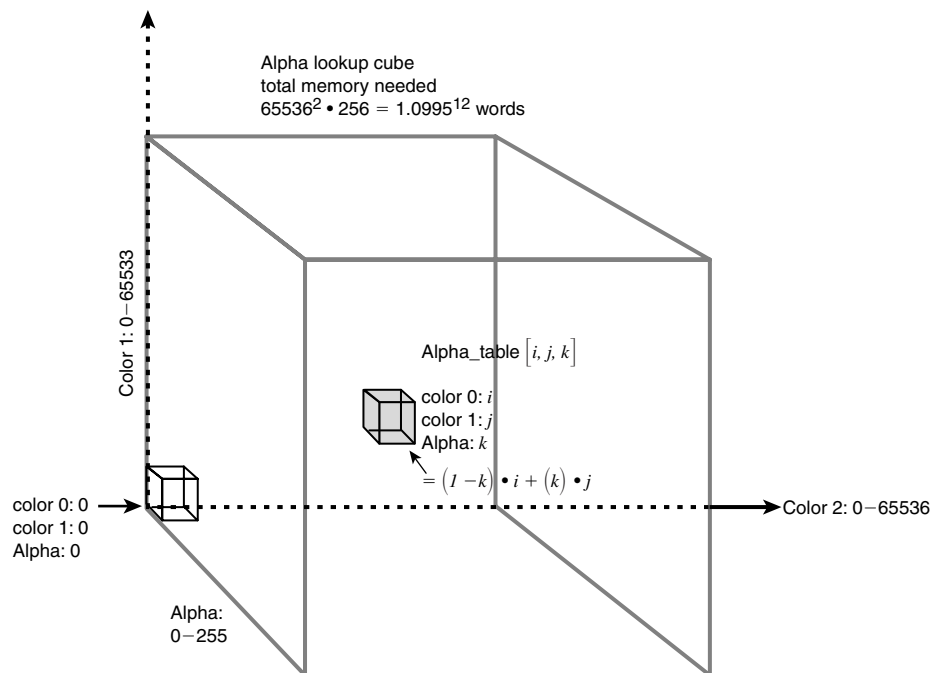 Alpha lookup cube
total memory needed
65536² • 256 = 1.0995¹² words
Color 1: 0–65533
Alpha_table [i, j, k]
color 0: i
color 1: j
Alpha: k
= (1 – k) • i + (k) • j
color 0: 0
color 1: 0
Alpha: 0
Color 2: 0–65536
Alpha:
0–255